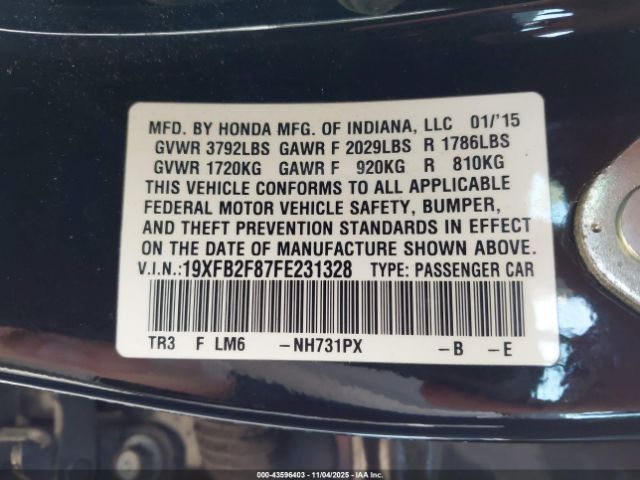 MFD. BY HONDA MFG. OF INDIANA, LLC 01/'15
GVWR 3792LBS GAWR F 2029LBS R 1786LBS
GVWR 1720KG GAWR F 920KG R 810KG
THIS VEHICLE CONFORMS TO ALL APPLICABLE
FEDERAL MOTOR VEHICLE SAFETY, BUMPER,
AND THEFT PREVENTION STANDARDS IN EFFECT
ON THE DATE OF MANUFACTURE SHOWN ABOVE.
V.I.N.:19XFB2F87FE231328 TYPE: PASSENGER CAR
TR3 F LM6 -NH731PX -B -E
000-43596403 - 11/04/2025 - IAA Inc.